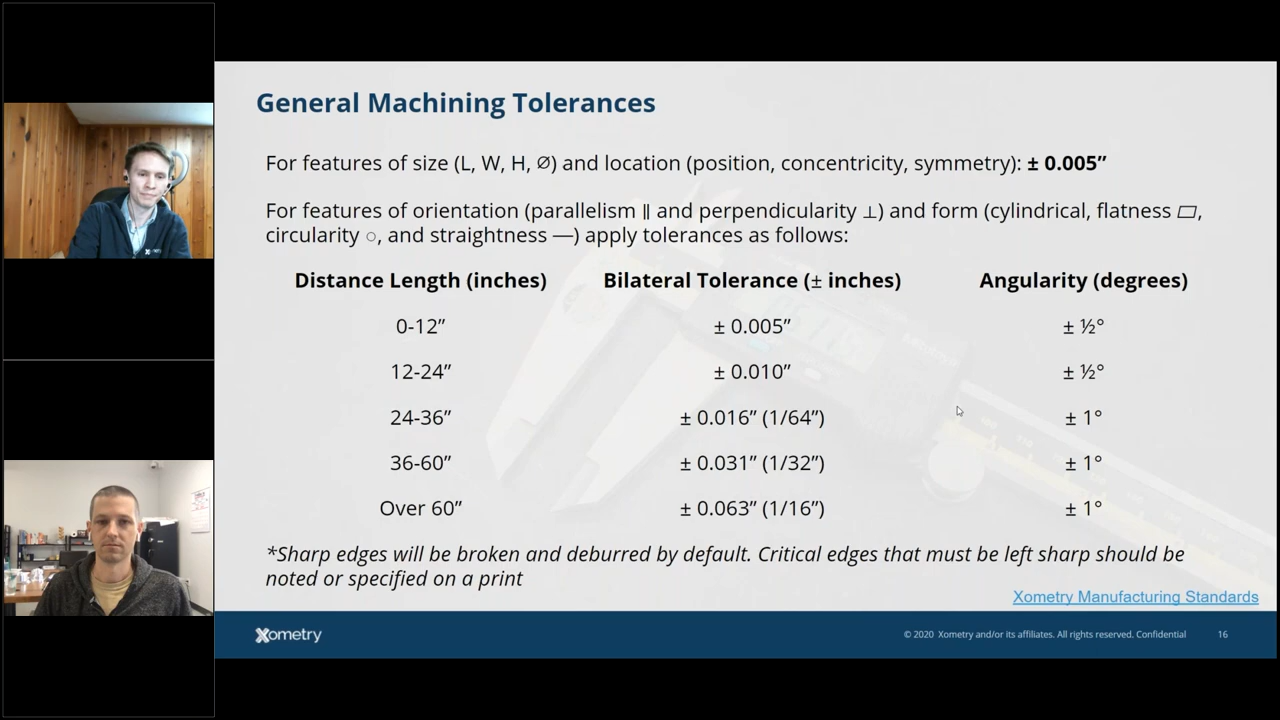 General Machining Tolerances
For features of size (L, W, H, ∅) and location (position, concentricity, symmetry): ± 0.005”
For features of orientation (parallelism ∥ and perpendicularity ⊥) and form (cylindrical, flatness ▱,
circularity ○, and straightness —) apply tolerances as follows:
Distance Length (inches) Bilateral Tolerance (± inches) Angularity (degrees)
0-12” ± 0.005” ± ½°
12-24” ± 0.010” ± ½°
24-36” ± 0.016” (1/64”) ± 1°
36-60” ± 0.031” (1/32”) ± 1°
Over 60” ± 0.063” (1/16”) ± 1°
*Sharp edges will be broken and deburred by default. Critical edges that must be left sharp should be
noted or specified on a print
Xometry Manufacturing Standards
Xometry © 2020 Xometry and/or its affiliates. All rights reserved. Confidential 16